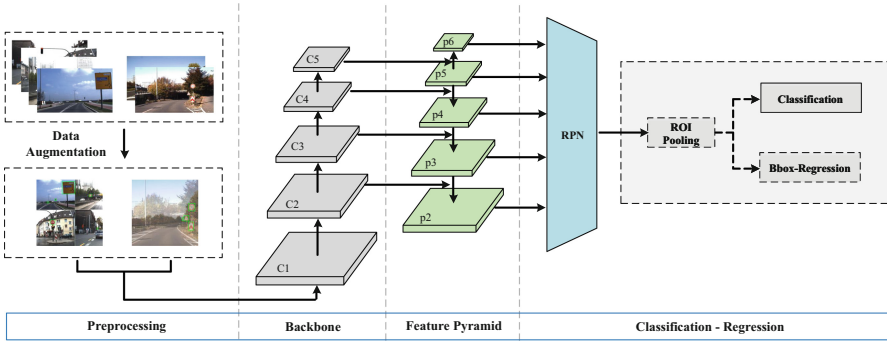 Data
Augmentation
C5
C4
C3
C2
C1
p6
p5
p4
p3
p2
RPN
ROI
Pooling
Classification
Bbox-Regression
Preprocessing
Backbone
Feature Pyramid
Classification - Regression